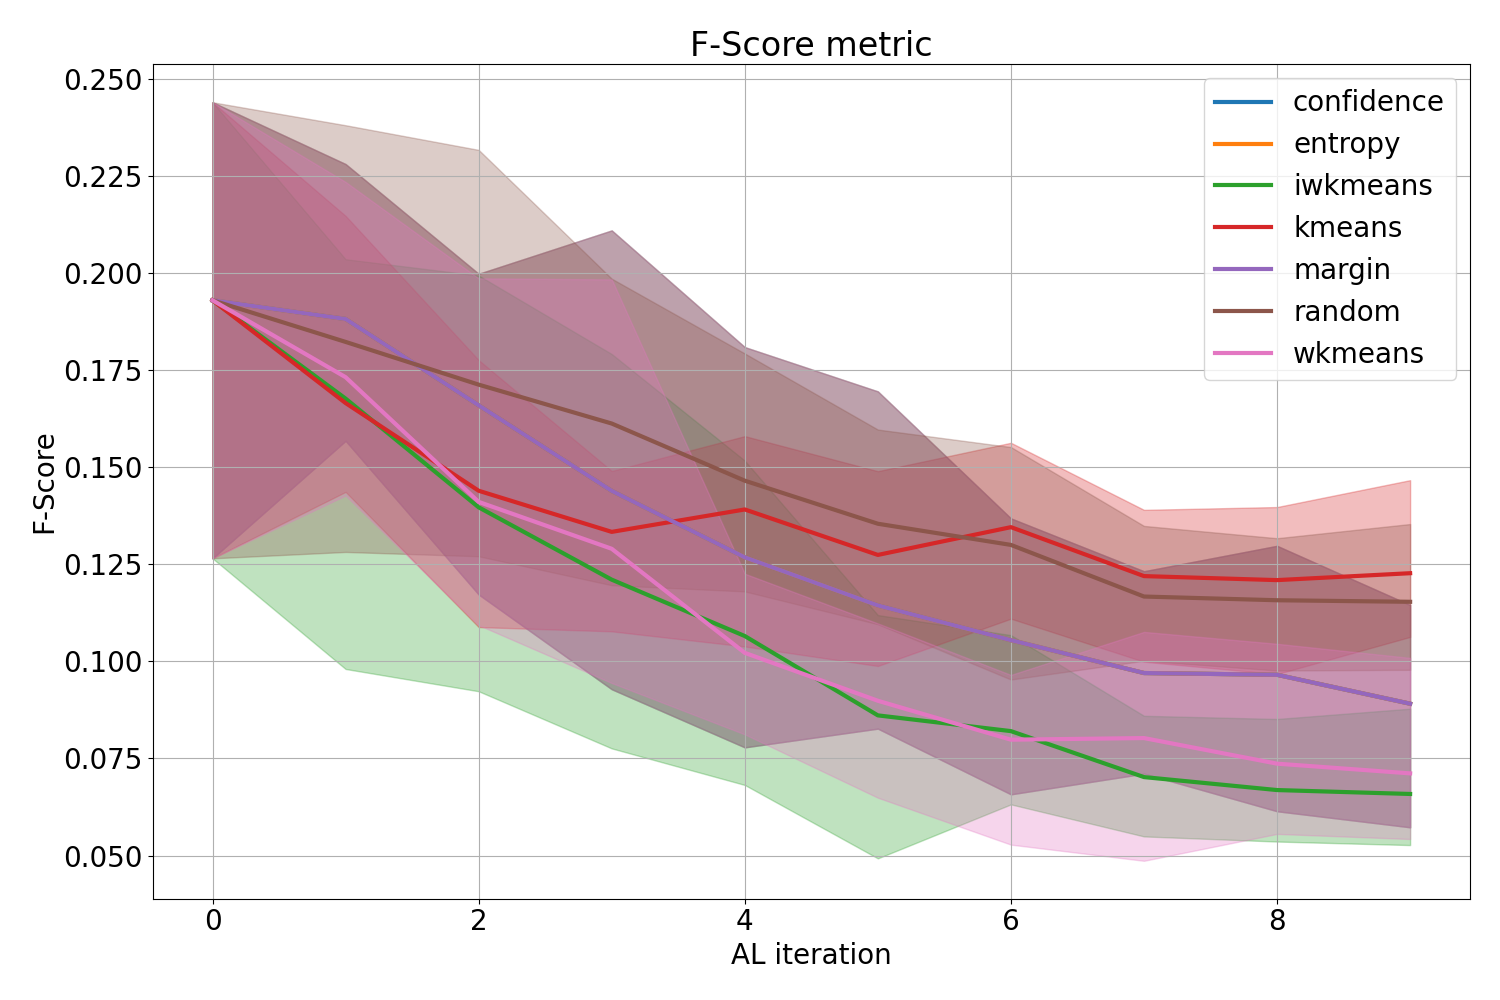 F-Score metric
0.250
0.225
0.200
0.175
0.150
0.125
0.100
0.075
0.050
F-Score
0
2
4
6
8
AL iteration
confidence
entropy
iwkmeans
kmeans
margin
random
wkmeans